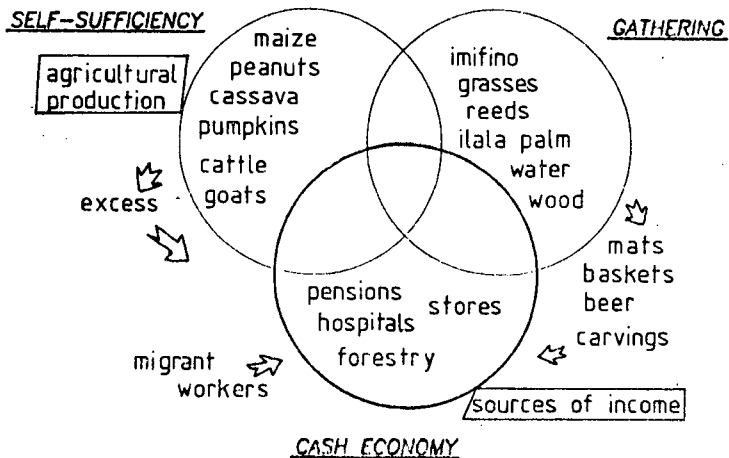 SELF-SUFFICIENCY
GATHERING
agricultural
production
maize
peanuts
cassava
pumpkins
cattle
goats
imifino
grasses
reeds
ilala palm
water
wood
excess
mats
baskets
beer
carvings
pensions
hospitals
stores
forestry
migrant
workers
sources of income
CASH ECONOMY